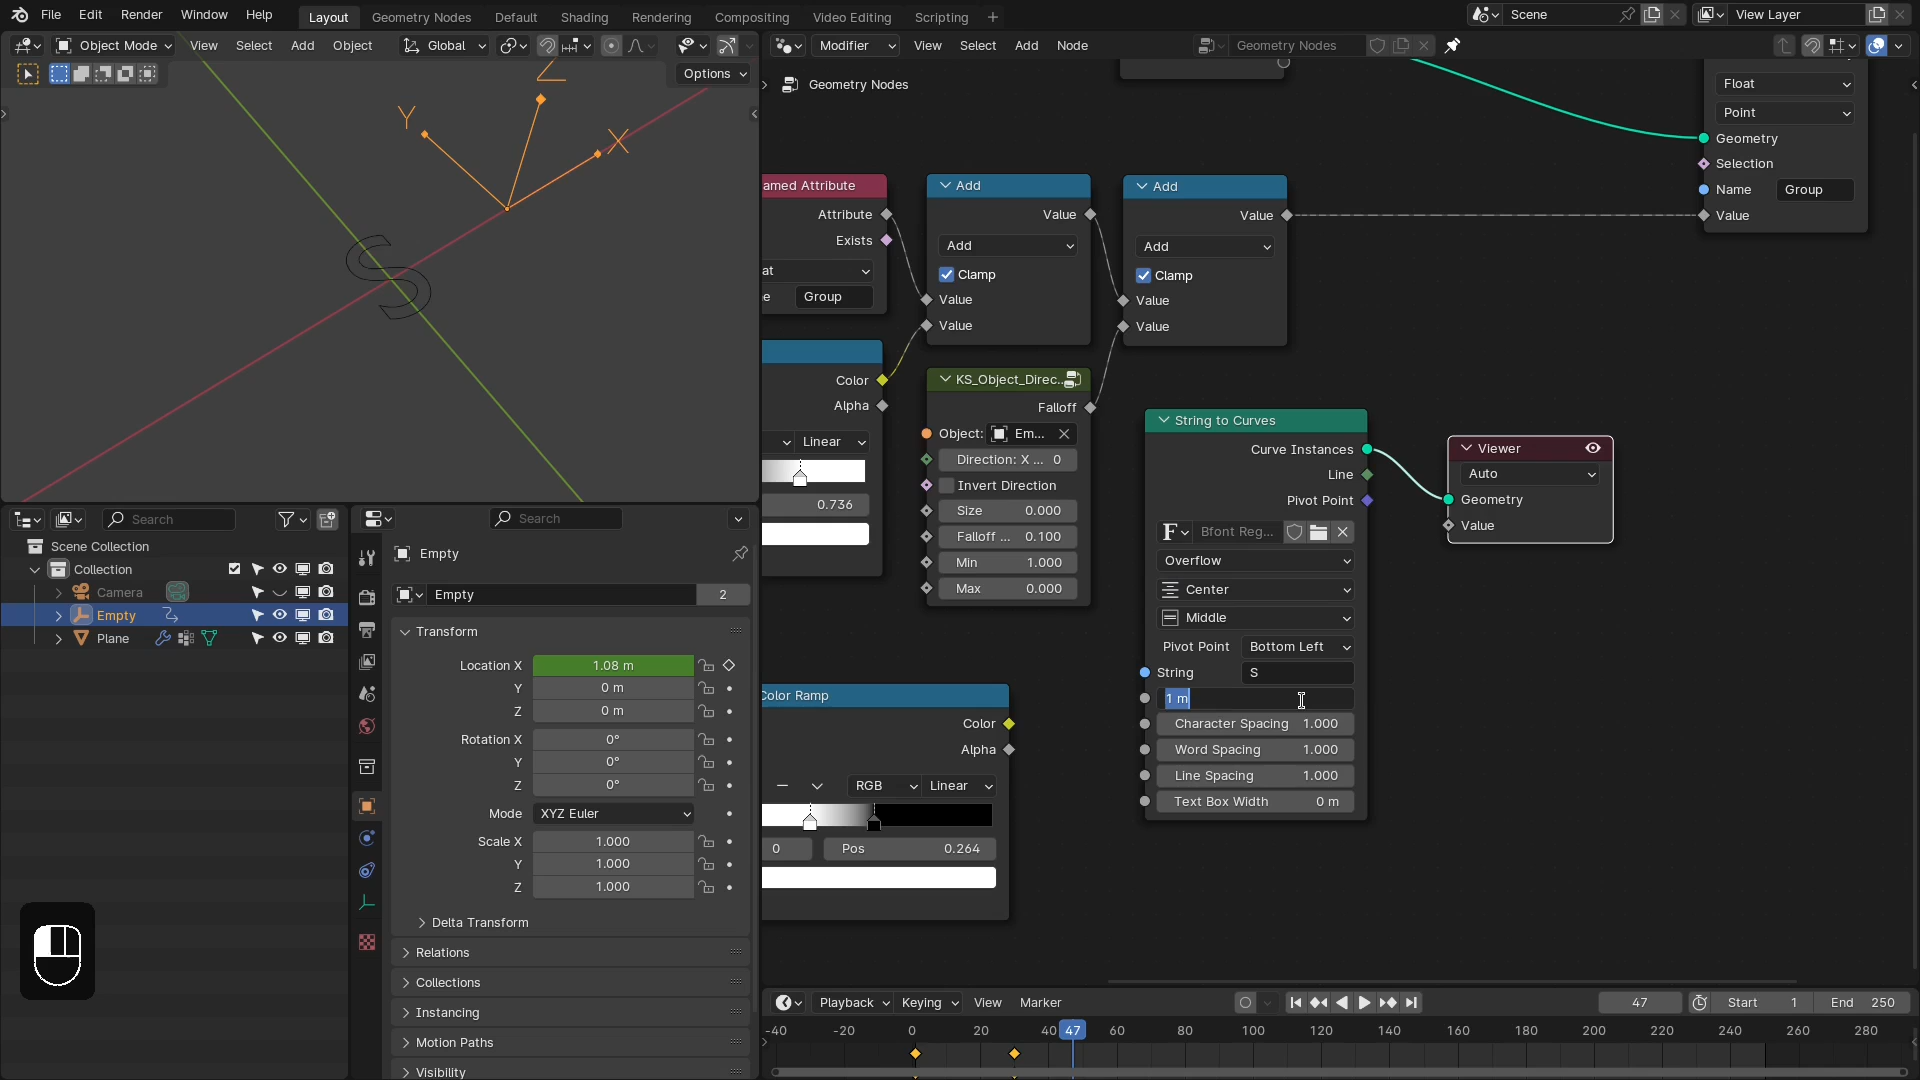 File Edit Render Window Help Layout Geometry Nodes Default Shading Rendering Compositing Video Editing Scripting + Scene View Layer
Object Mode View Select Add Object Global
Options
Z
Y
X
S
Modifier View Select Add Node Geometry Nodes
Geometry Nodes
Float
Point
Geometry
Selection
Name Group
Value
amed Attribute
Attribute
Exists
at
e Group
Add
Value
Add
Clamp
Value
Value
Add
Value
Add
Clamp
Value
Value
Color
Alpha
Linear
0.736
KS_Object_Direc...
Falloff
Object: Em...
Direction: X ... 0
Invert Direction
Size 0.000
Falloff ... 0.100
Min 1.000
Max 0.000
String to Curves
Curve Instances
Line
Pivot Point
F Bfont Reg...
Overflow
Center
Middle
Pivot Point Bottom Left
String S
1 m
Character Spacing 1.000
Word Spacing 1.000
Line Spacing 1.000
Text Box Width 0 m
Viewer
Auto
Geometry
Value
Color Ramp
Color
Alpha
RGB Linear
0 Pos 0.264
Search
Scene Collection
Collection
Camera
Empty
Plane
Search
Empty
Empty 2
Transform
Location X 1.08 m
Y 0 m
Z 0 m
Rotation X 0°
Y 0°
Z 0°
Mode XYZ Euler
Scale X 1.000
Y 1.000
Z 1.000
Delta Transform
Relations
Collections
Instancing
Motion Paths
Visibility
Playback Keying View Marker 47 Start 1 End 250
-40 -20 0 20 40 47 60 80 100 120 140 160 180 200 220 240 260 280